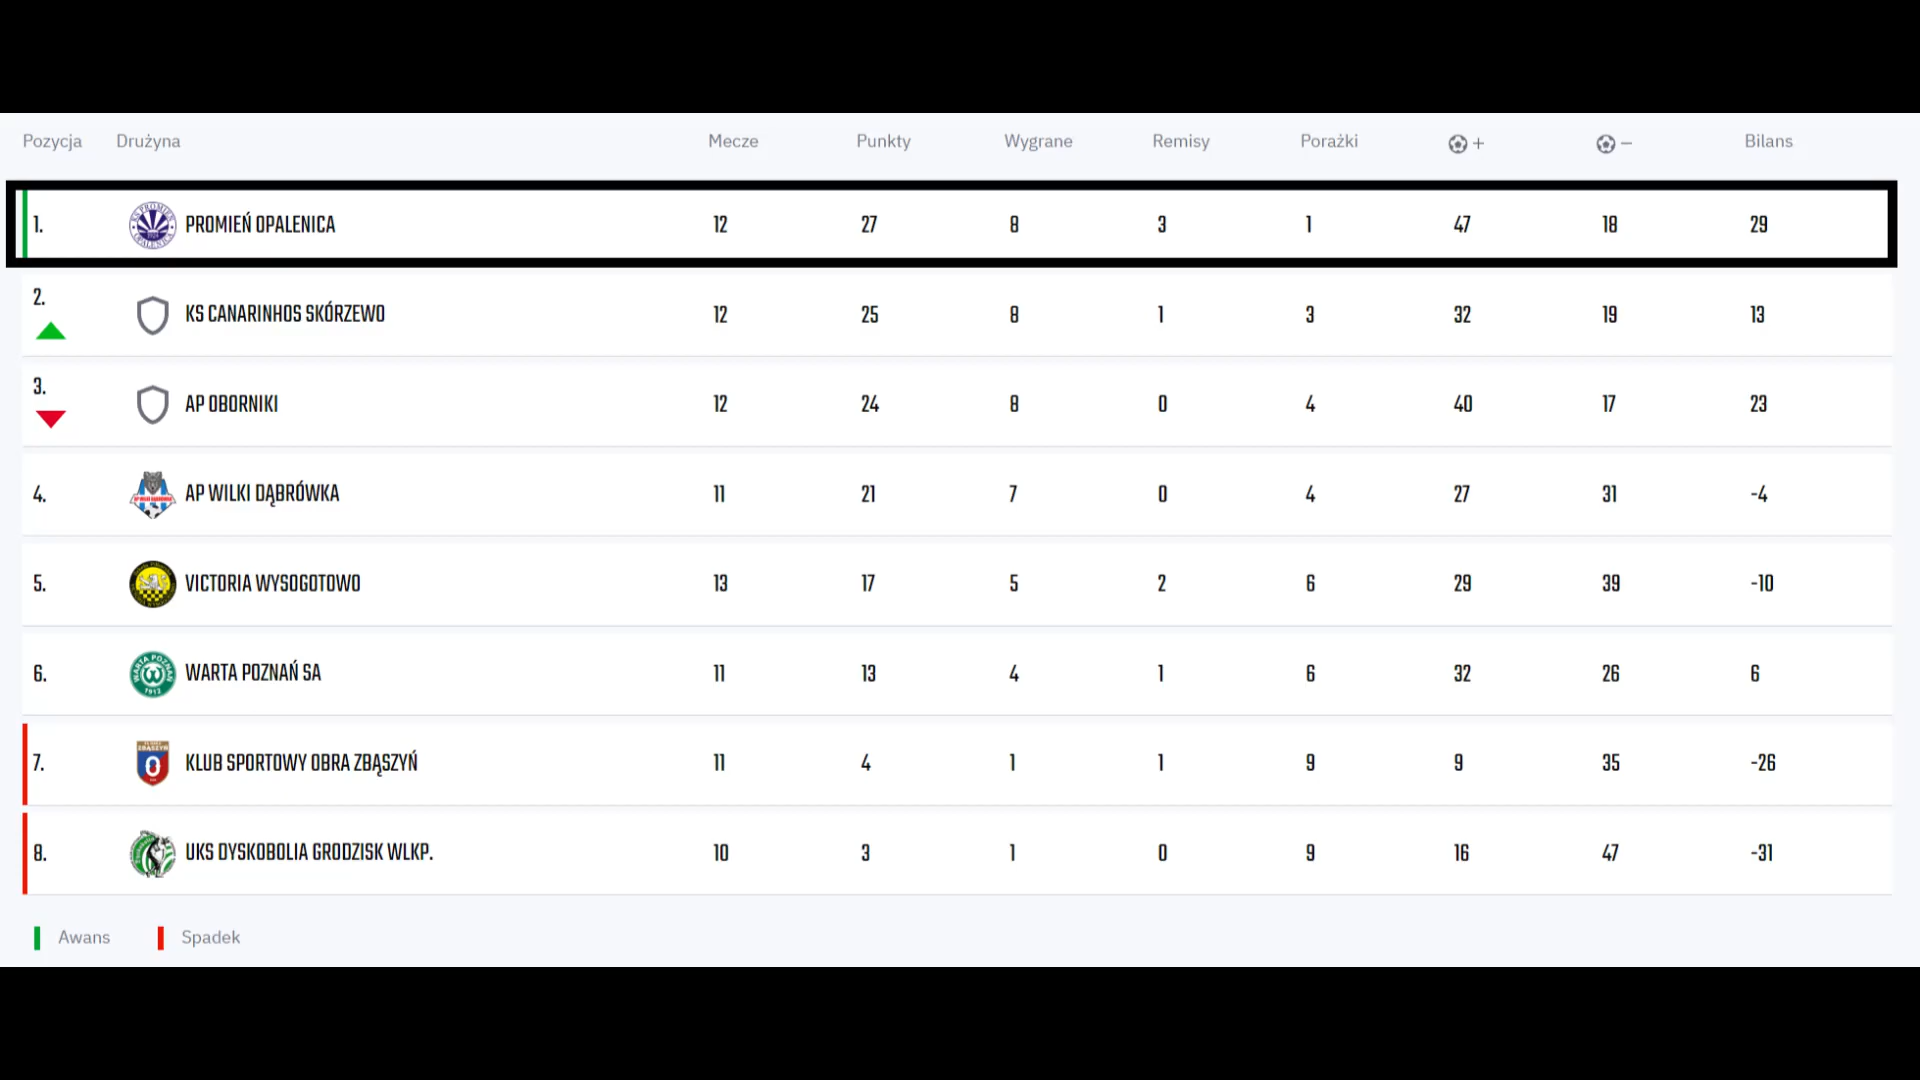 Pozycja Drużyna Mecze Punkty Wygrane Remisy Porażki + − Bilans
1. PROMIEŃ OPALENICA 12 27 8 3 1 47 18 29
2. KS CANARINHOS SKÓRZEWO 12 25 8 1 3 32 19 13
3. AP OBORNIKI 12 24 8 0 4 40 17 23
4. AP WILKI DĄBRÓWKA 11 21 7 0 4 27 31 -4
5. VICTORIA WYSOGOTOWO 13 17 5 2 6 29 39 -10
6. WARTA POZNAŃ SA 11 13 4 1 6 32 26 6
7. KLUB SPORTOWY OBRA ZBĄSZYŃ 11 4 1 1 9 9 35 -26
8. UKS DYSKOBOLIA GRODZISK WLKP. 10 3 1 0 9 16 47 -31
Awans Spadek